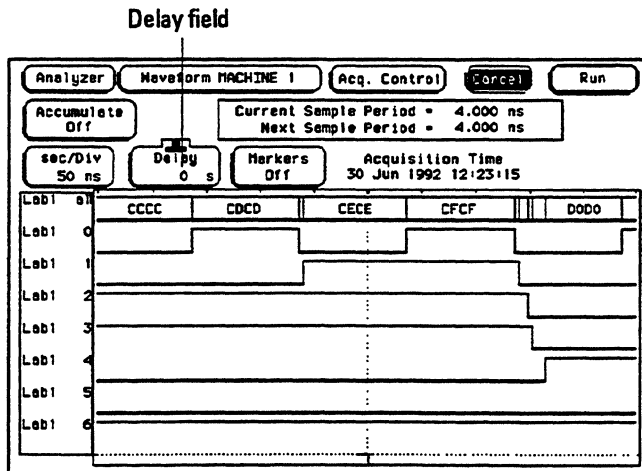 Delay field
Analyzer Waveform MACHINE 1 Acq. Control Cancel Run
Accumulate Off
Current Sample Period = 4.000 ns
Next Sample Period = 4.000 ns
sec/Div 50 ns
Delay 0 s
Markers Off
Acquisition Time
30 Jun 1992 12:23:15
Lab1 all CCCC CDCD CECE CFCF D0D0
Lab1 0
Lab1 1
Lab1 2
Lab1 3
Lab1 4
Lab1 5
Lab1 6